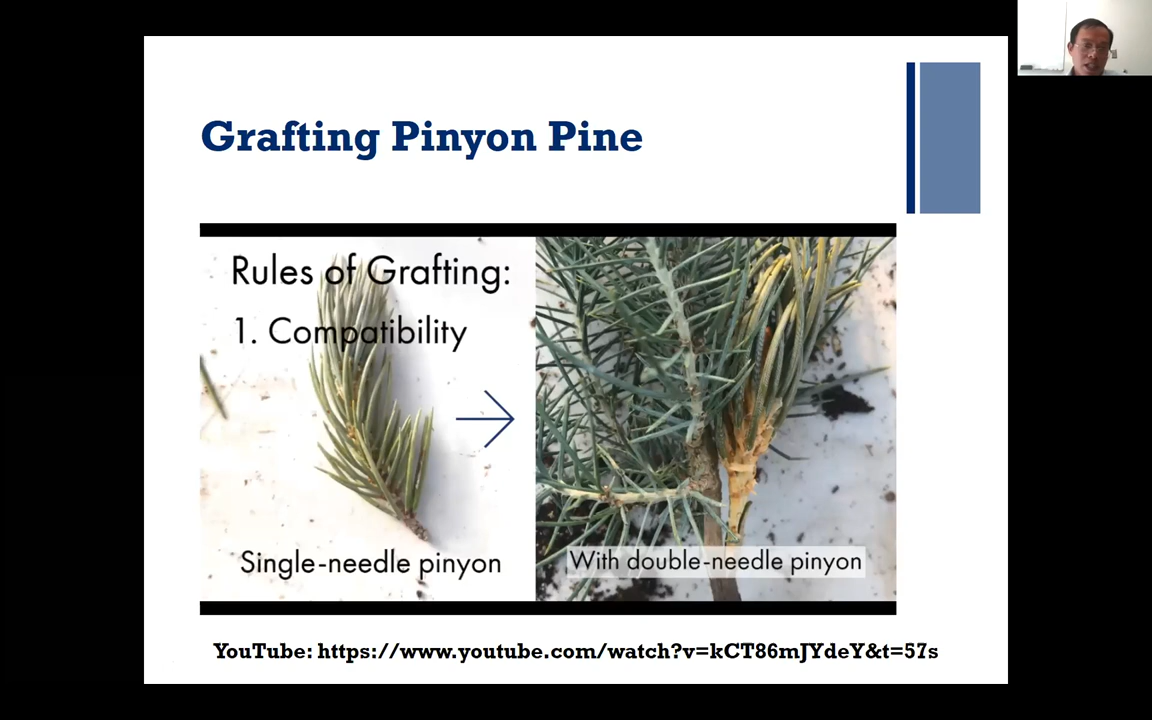 Grafting Pinyon Pine
Rules of Grafting:
1. Compatibility
Single-needle pinyon
With double-needle pinyon
YouTube: https://www.youtube.com/watch?v=kCT86mJYdeY&t=57s